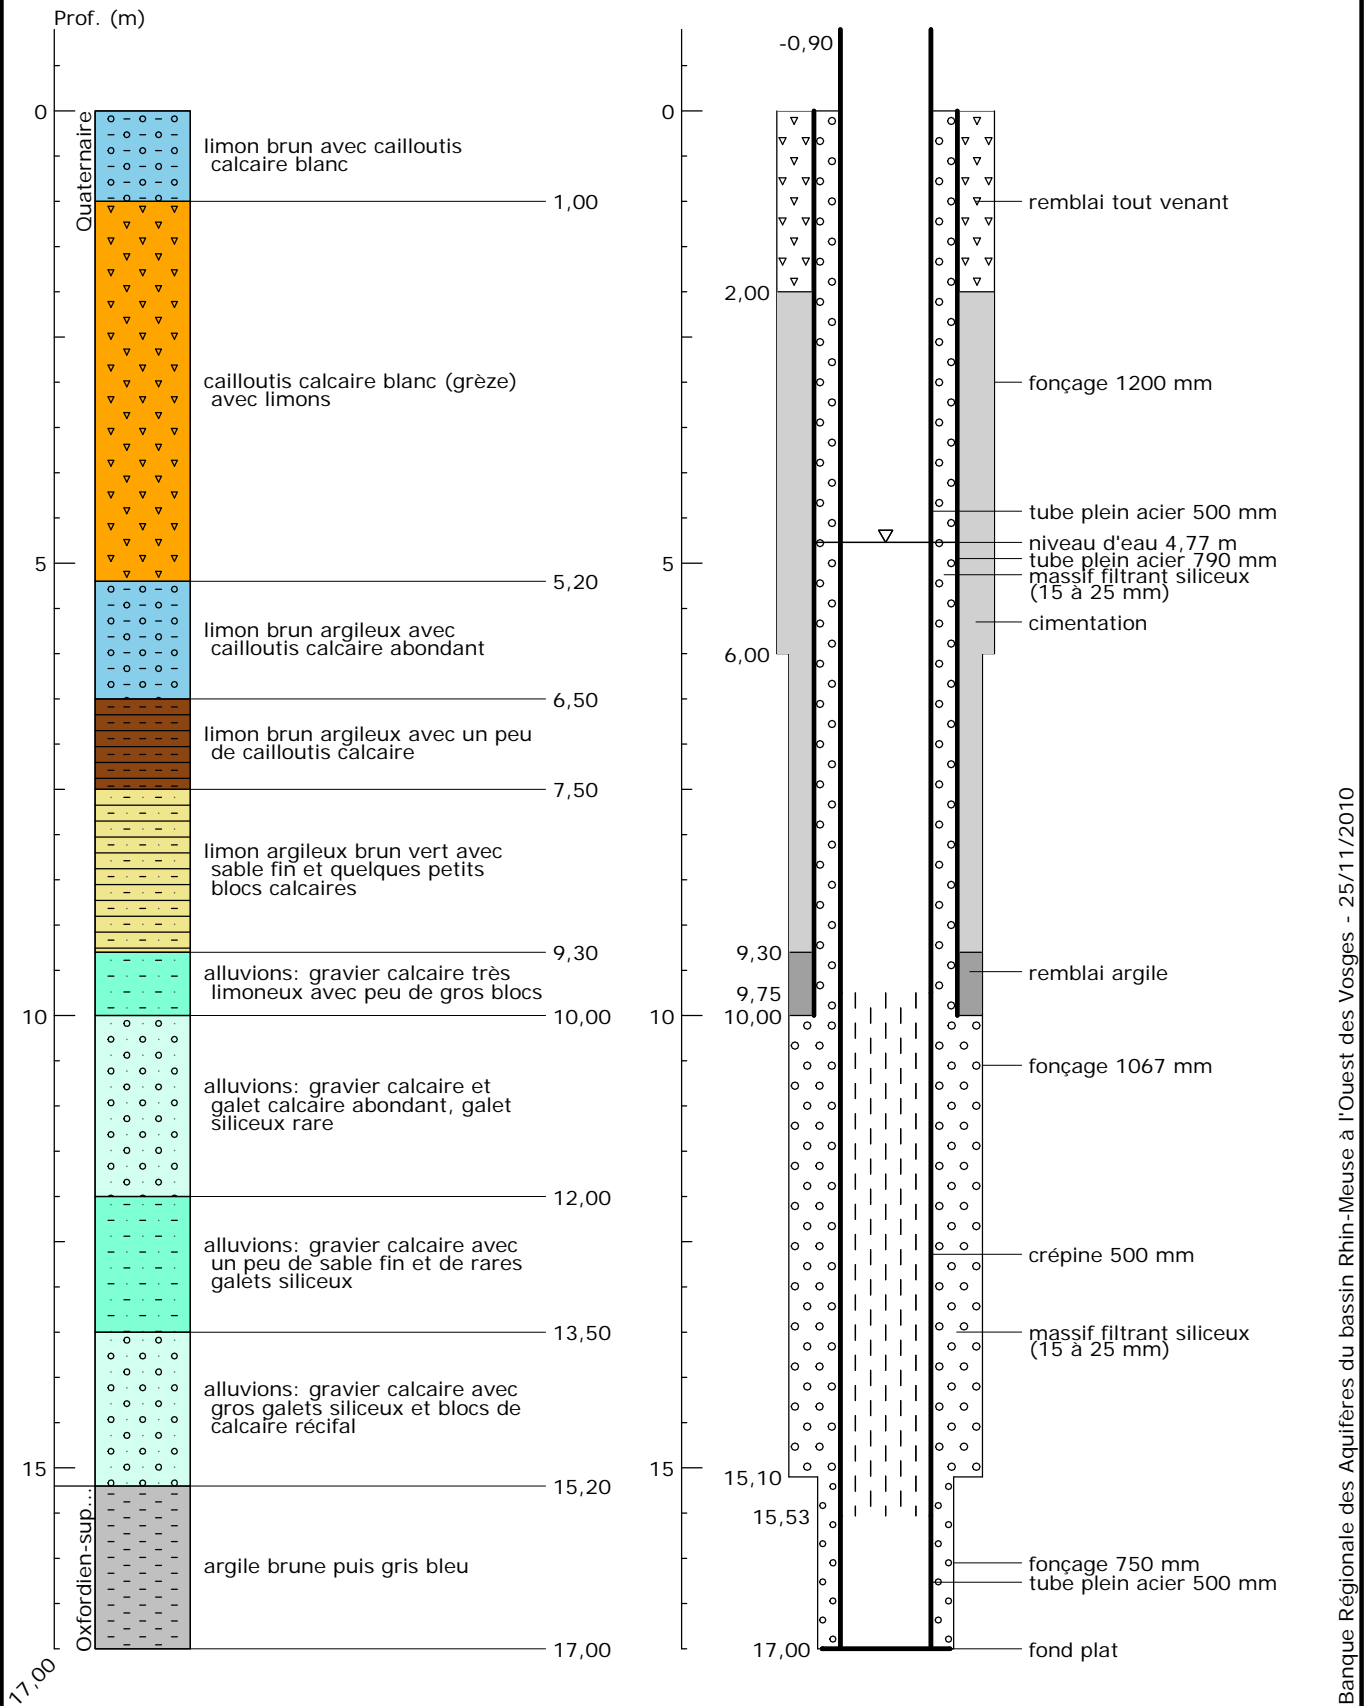 Prof. (m)
0
5
10
15
17,00
Quaternaire
Oxfordien-sup...
limon brun avec cailloutis
calcaire blanc
1,00
cailloutis calcaire blanc (grèze)
avec limons
5,20
limon brun argileux avec
cailloutis calcaire abondant
6,50
limon brun argileux avec un peu
de cailloutis calcaire
7,50
limon argileux brun vert avec
sable fin et quelques petits
blocs calcaires
9,30
alluvions: gravier calcaire très
limoneux avec peu de gros blocs
10,00
alluvions: gravier calcaire et
galet calcaire abondant, galet
siliceux rare
12,00
alluvions: gravier calcaire avec
un peu de sable fin et de rares
galets siliceux
13,50
alluvions: gravier calcaire avec
gros galets siliceux et blocs de
calcaire récifal
15,20
argile brune puis gris bleu
17,00
0
5
10
15
-0,90
2,00
6,00
9,30
9,75
10,00
15,10
15,53
17,00
remblai tout venant
fonçage 1200 mm
tube plein acier 500 mm
niveau d'eau 4,77 m
tube plein acier 790 mm
massif filtrant siliceux
(15 à 25 mm)
cimentation
remblai argile
fonçage 1067 mm
crépine 500 mm
massif filtrant siliceux
(15 à 25 mm)
fonçage 750 mm
tube plein acier 500 mm
fond plat
Banque Régionale des Aquifères du bassin Rhin-Meuse à l'Ouest des Vosges - 25/11/2010